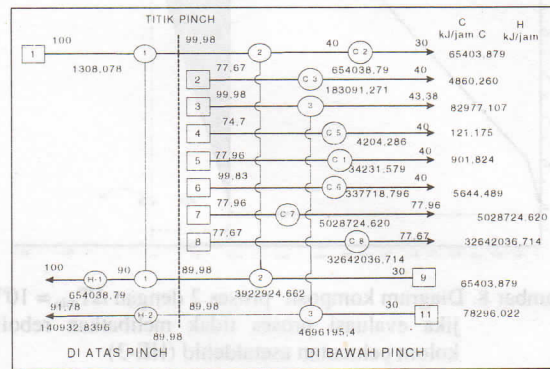 TITIK PINCH
C kJ/jam C
H kJ/jam
1 100 1 99,98 2 40 C 2 30 65403,879
1308,078
2 77,67 C 3 654038,79 40 4860,260
183091,271
3 99,98 3 43,38 82977,107
4 74,7 C 5 40 121,175
4204,286
5 77,96 C 1 40 901,824
34231,579
6 99,83 C 6 40 5644,489
337718,796
7 77,96 C 7 77,96 5028724,620
5028724,620
8 77,67 C 8 77,67 32642036,714
32642036,714
100 H-1 90 1 89,98 2 30 9 65403,879
654038,79 3922924,662
91,78 H-2 89,98 3 30 11 78296,022
140932,8396 89,98 4696195,4
DI ATAS PINCH DI BAWAH PINCH